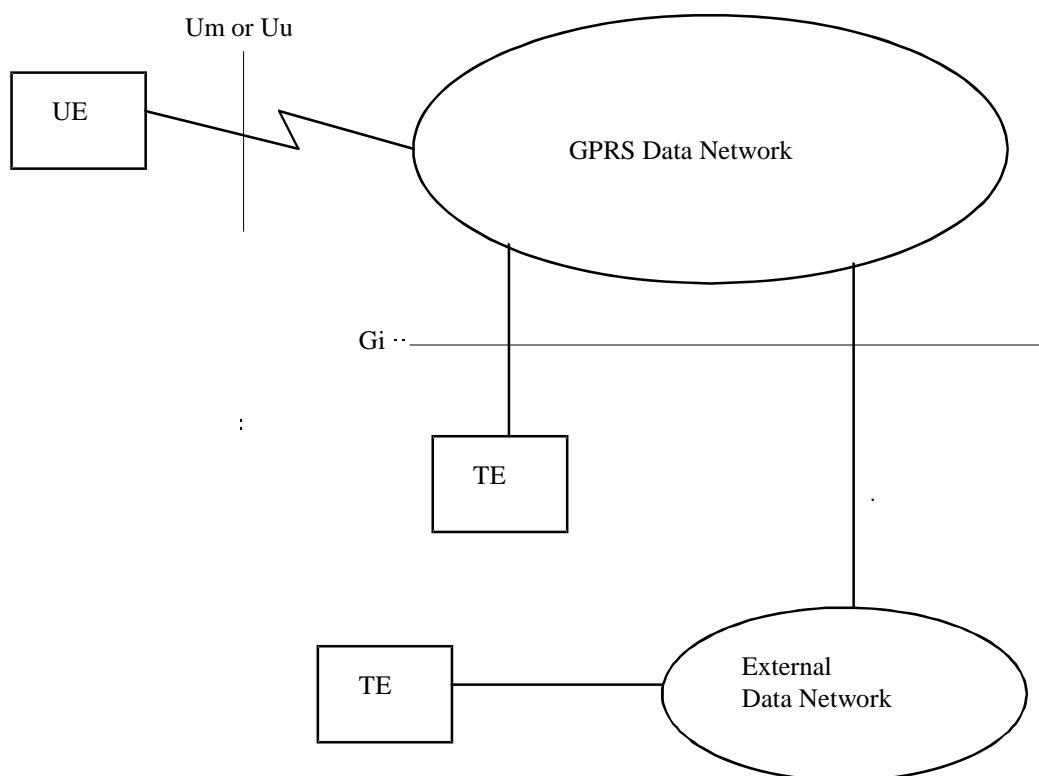 Um or Uu
UE
GPRS Data Network
Gi
TE
TE
External
Data Network